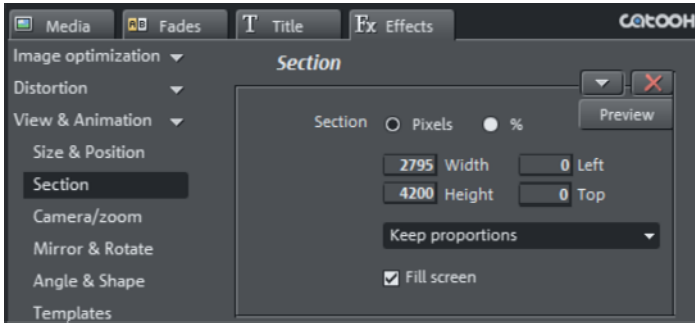 Media Fades T Title Fx Effects catooh
Image optimization
Section
Distortion
View & Animation
Section Pixels % Preview
Size & Position
2795 Width 0 Left
Section
4200 Height 0 Top
Camera/zoom
Keep proportions
Mirror & Rotate
Fill screen
Angle & Shape
Templates